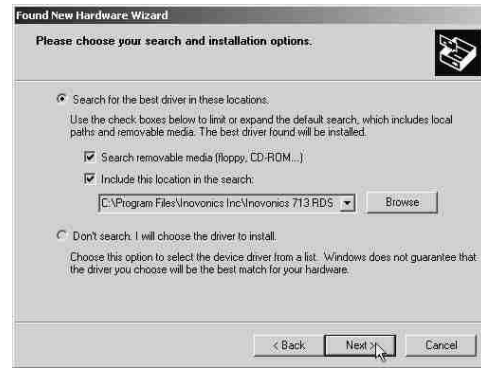 Found New Hardware Wizard
Please choose your search and installation options.
Search for the best driver in these locations.
Use the check boxes below to limit or expand the default search, which includes local
paths and removable media. The best driver found will be installed.
Search removable media (floppy, CD-ROM...)
Include this location in the search:
C:\Program Files\Inovonics Inc\Inovonics 713 RDS
Browse
Don't search. I will choose the driver to install.
Choose this option to select the device driver from a list. Windows does not guarantee that
the driver you choose will be the best match for your hardware.
< Back Next > Cancel